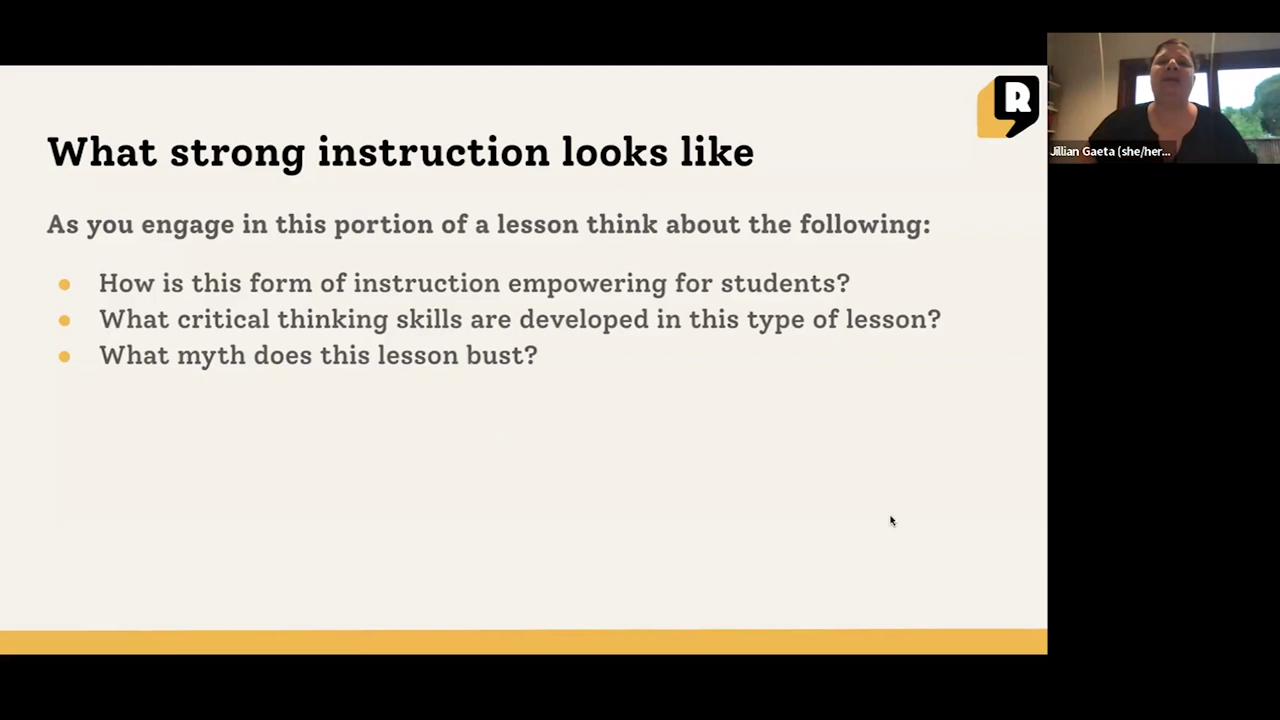 What strong instruction looks like
R
As you engage in this portion of a lesson think about the following:
How is this form of instruction empowering for students?
What critical thinking skills are developed in this type of lesson?
What myth does this lesson bust?
Jillian Gaeta (she/her...